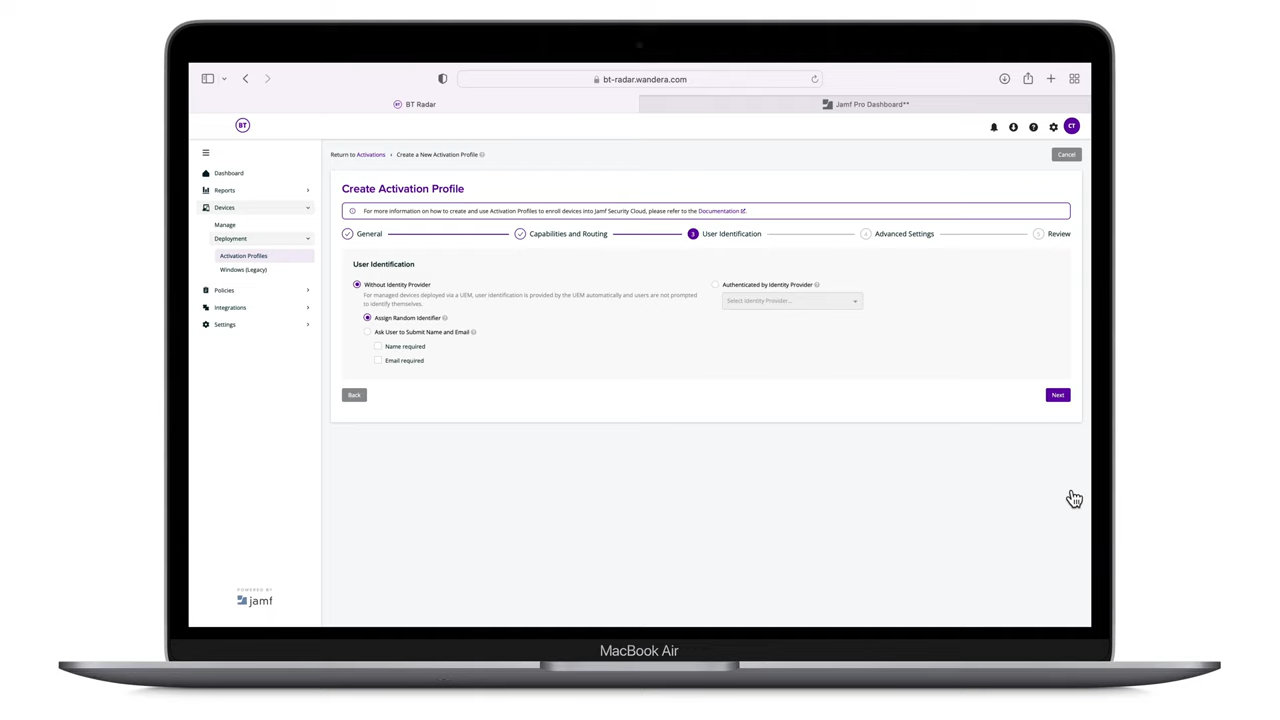 bt-radar.wandera.com
BT Radar
Jamf Pro Dashboard**
BT
CT
Return to Activations
Create a New Activation Profile
Cancel
Dashboard
Reports
Devices
Manage
Deployment
Activation Profiles
Windows (Legacy)
Policies
Integrations
Settings
POWERED BY
jamf
Create Activation Profile
For more information on how to create and use Activation Profiles to enroll devices into Jamf Security Cloud, please refer to the Documentation.
General
Capabilities and Routing
3 User Identification
4 Advanced Settings
5 Review
User Identification
Without Identity Provider
For managed devices deployed via a UEM, user identification is provided by the UEM automatically and users are not prompted
to identify themselves.
Assign Random Identifier
Ask User to Submit Name and Email
Name required
Email required
Authenticated by Identity Provider
Select Identity Provider...
Back
Next
MacBook Air